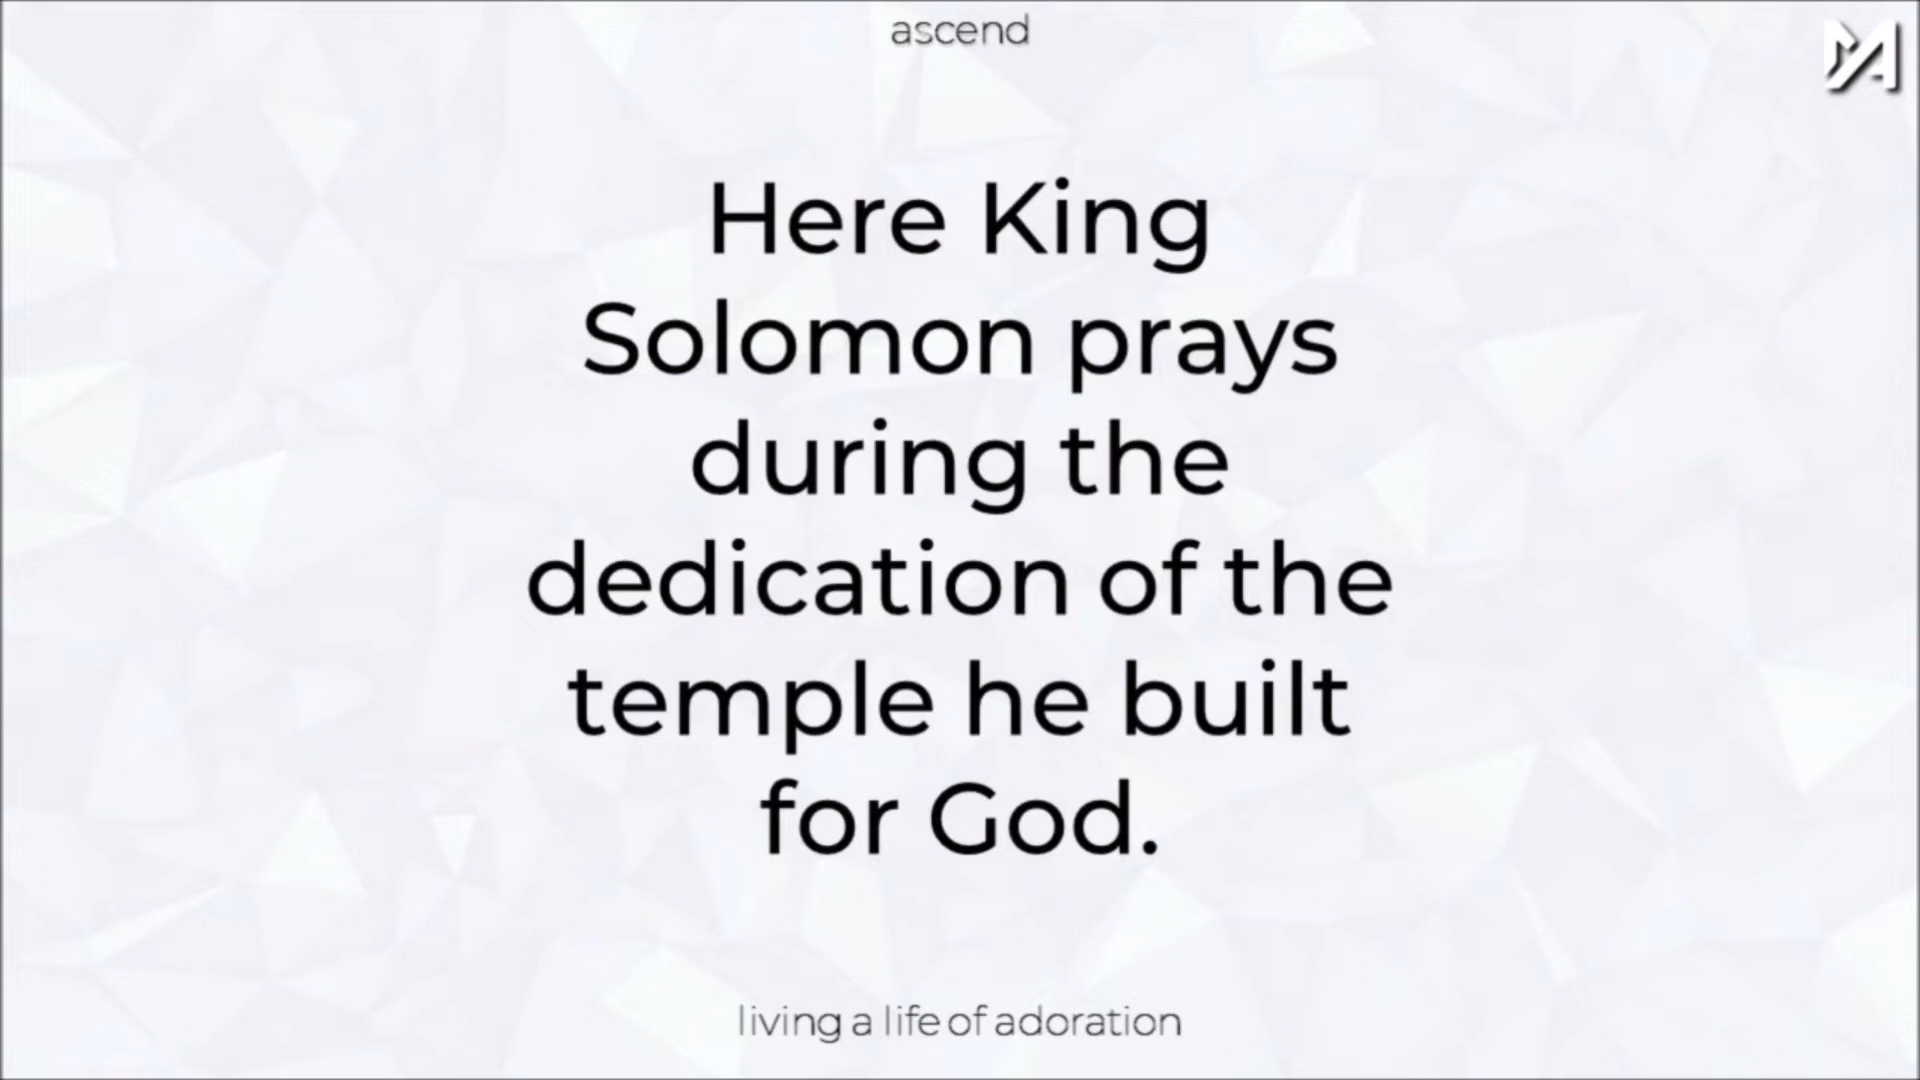 ascend
Here King
Solomon prays
during the
dedication of the
temple he built
for God.
living a life of adoration